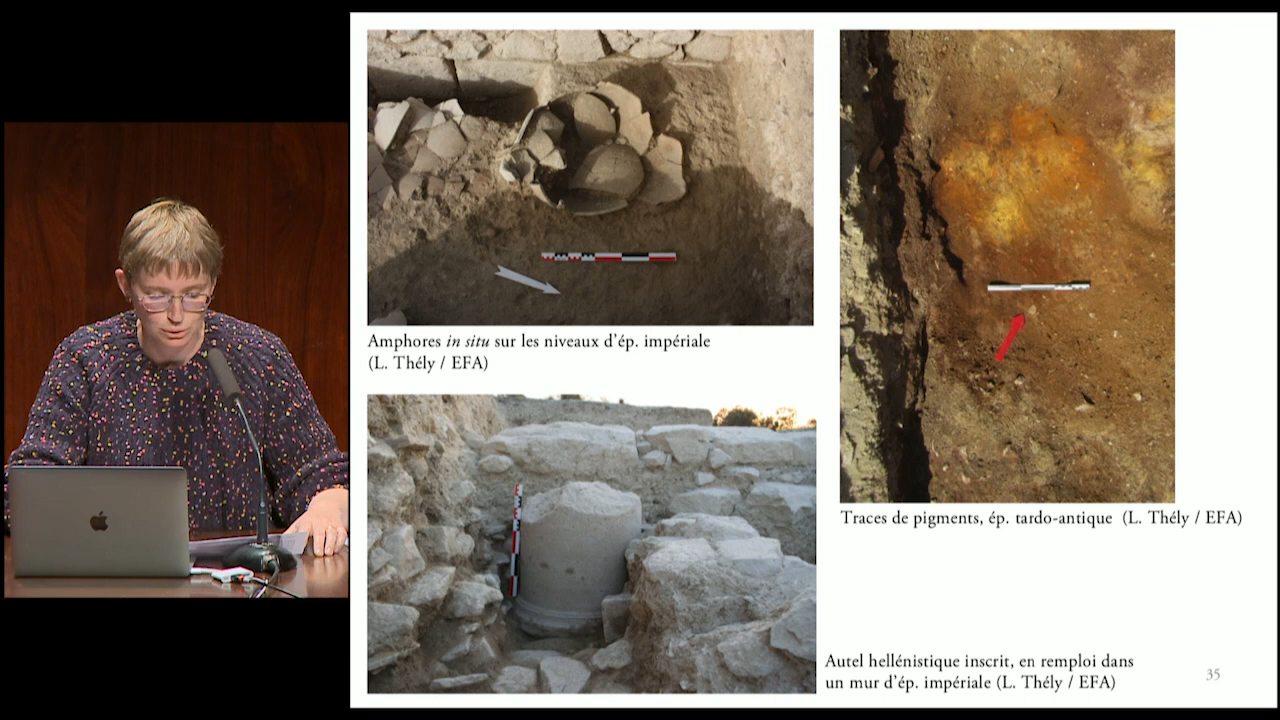 Amphores in situ sur les niveaux d'ép. impériale
(L. Thély / EFA)
Traces de pigments, ép. tardo-antique (L. Thély / EFA)
Autel hellénistique inscrit, en remploi dans
un mur d'ép. impériale (L. Thély / EFA)
35